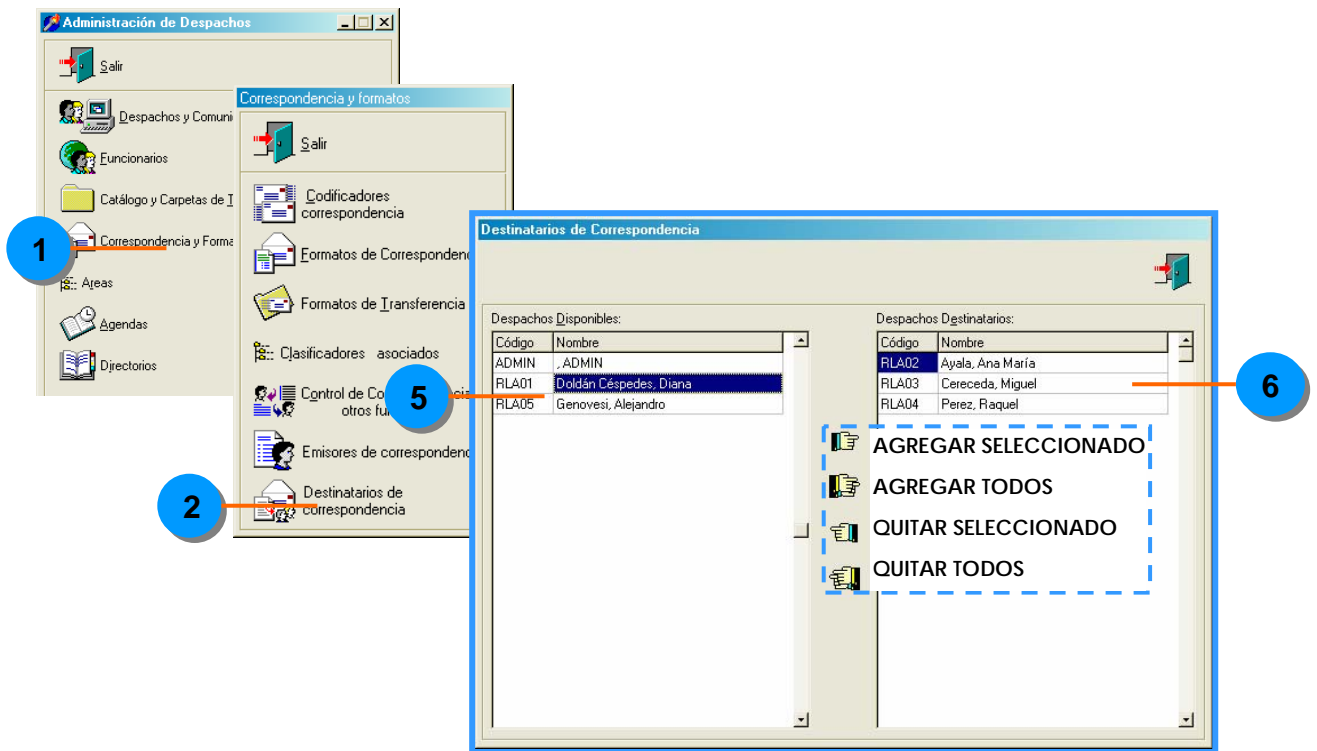 Administración de Despachos
Salir
Despachos y Comuni
Funcionarios
Catálogo y Carpetas de T
1
Correspondencia y Forma
Areas
Agendas
Directorios
Correspondencia y formatos
Salir
Codificadores
correspondencia
Formatos de Correspondenc
Formatos de Transferencia
Clasificadores asociados
Control de Co cia
otros fu
Emisores de correspondenc
2
Destinatarios de
correspondencia
Destinatarios de Correspondencia
Despachos Disponibles:
Código Nombre
ADMIN , ADMIN
RLA01 Doldán Céspedes, Diana
RLA05 Genovesi, Alejandro
5
Despachos Destinatarios:
Código Nombre
RLA02 Ayala, Ana María
RLA03 Cereceda, Miguel
RLA04 Perez, Raquel
6
AGREGAR SELECCIONADO
AGREGAR TODOS
QUITAR SELECCIONADO
QUITAR TODOS